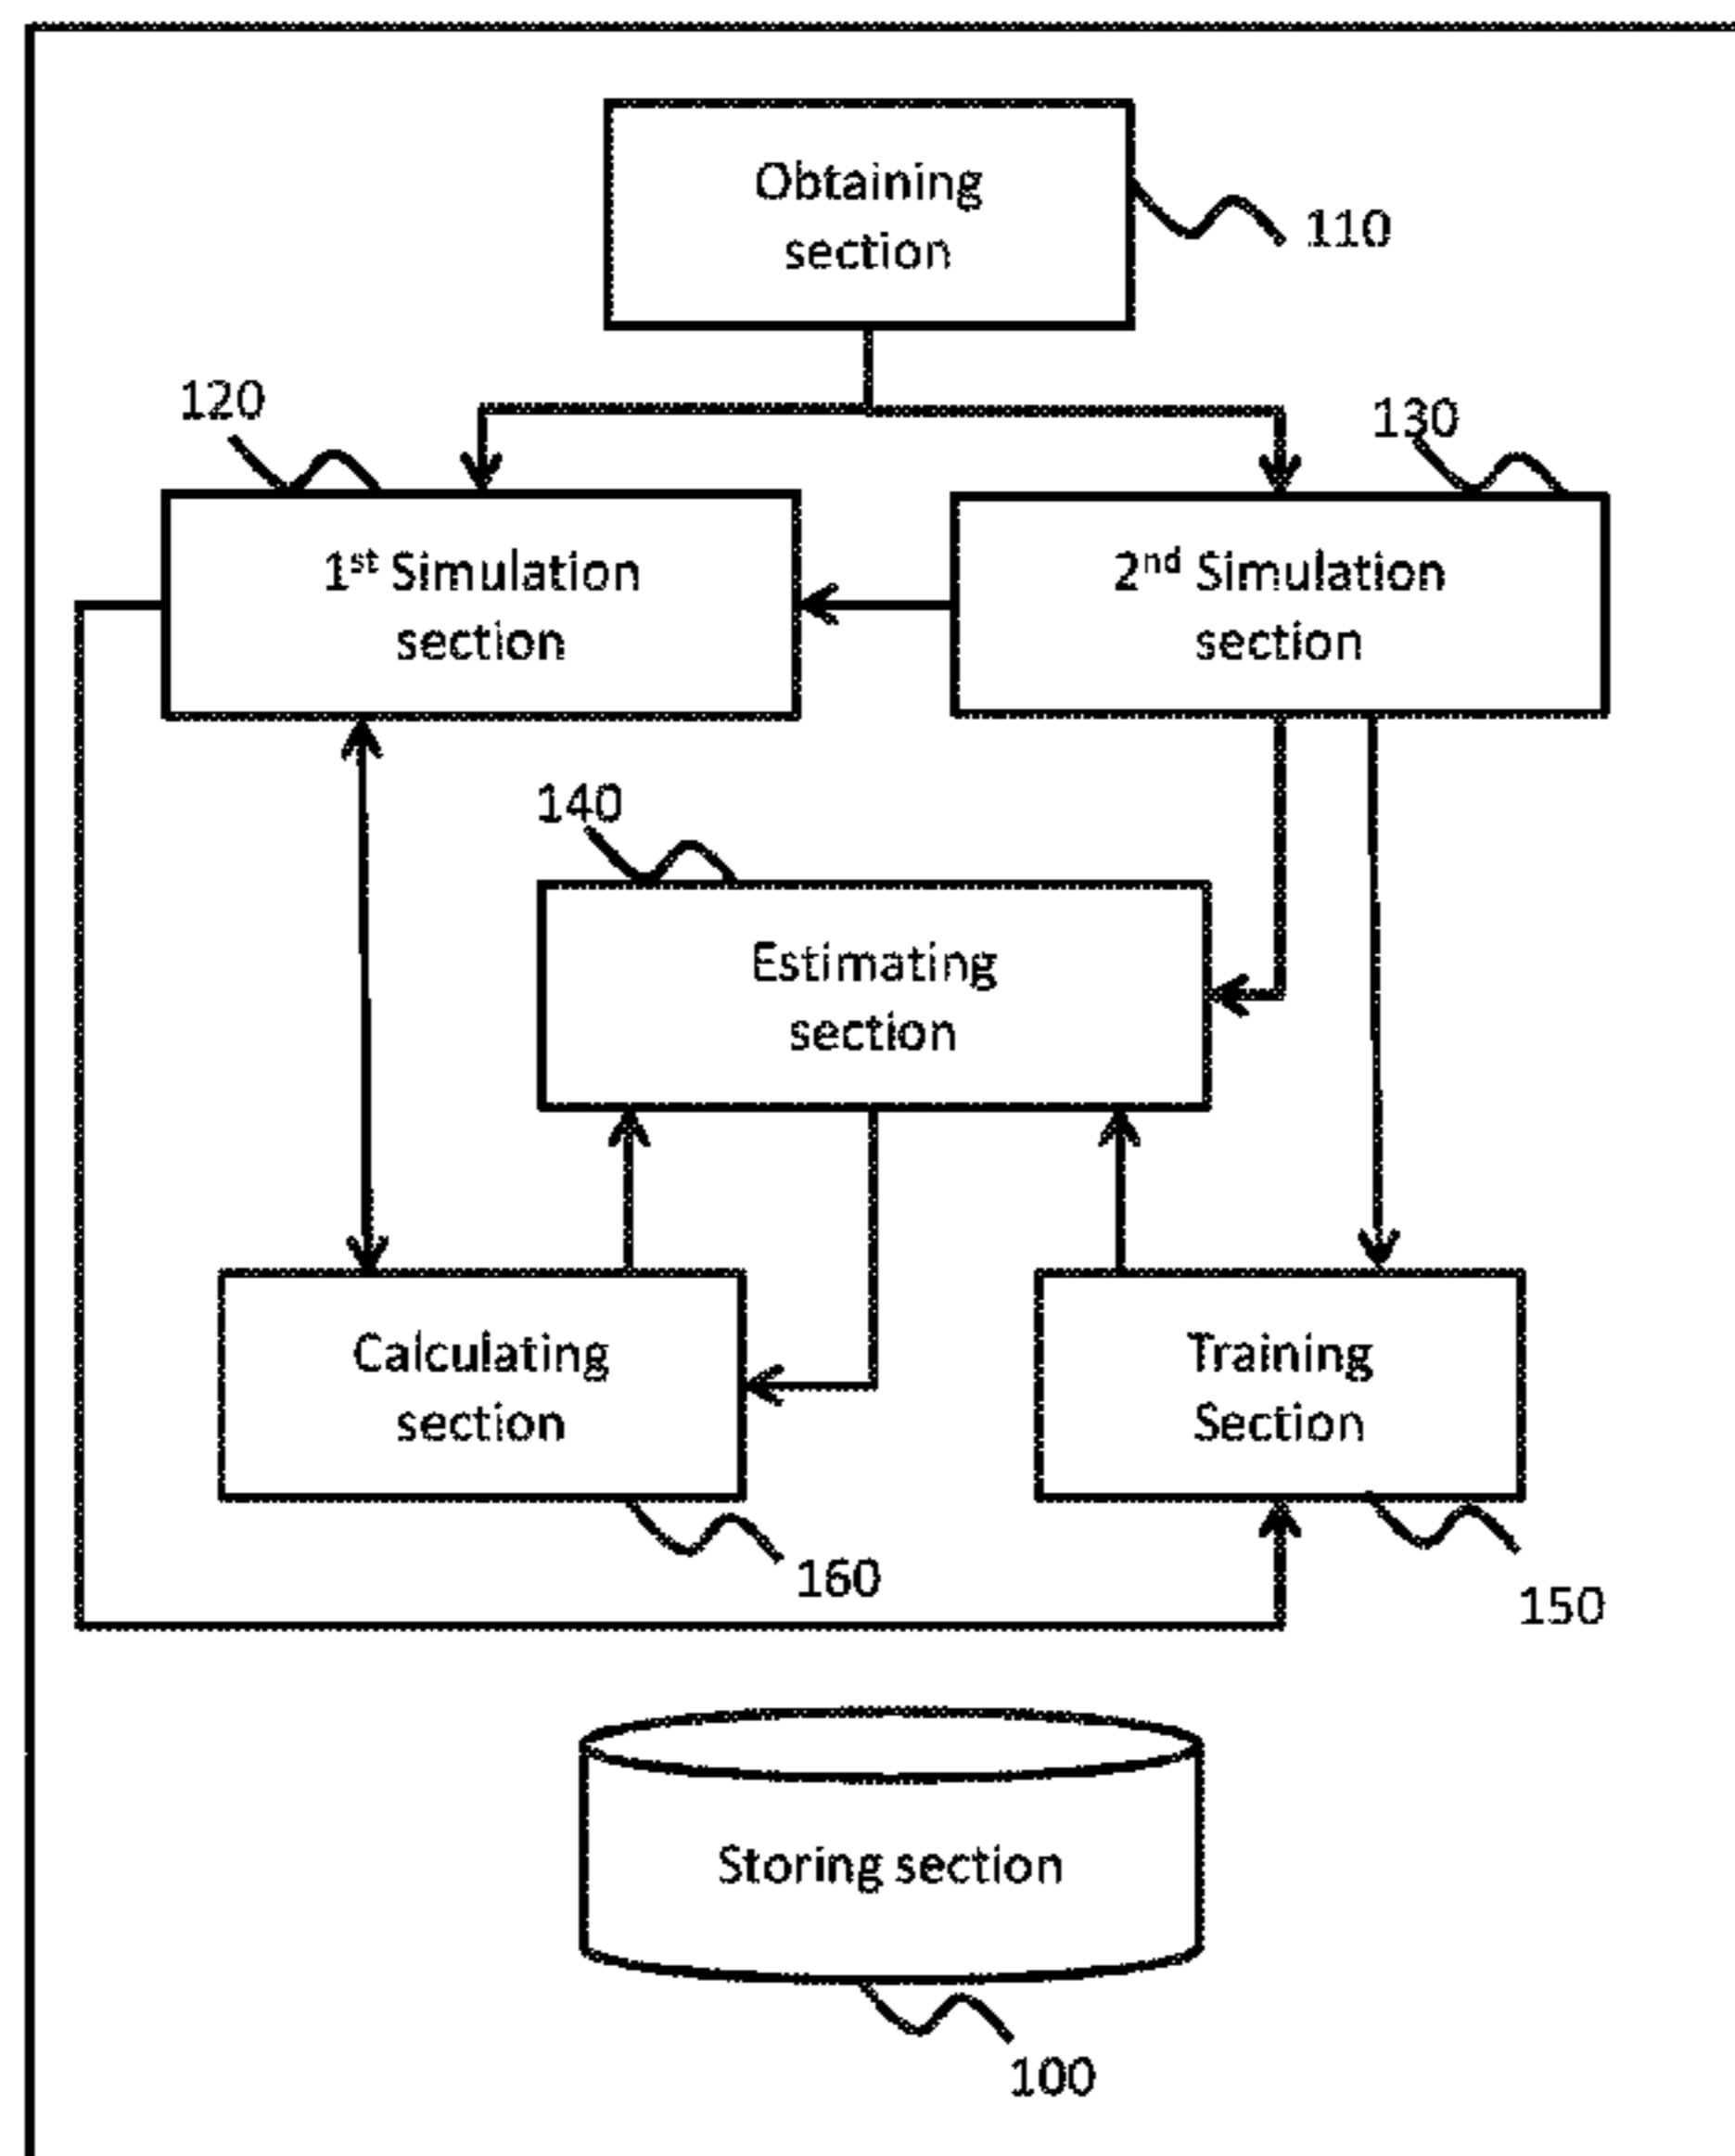 Obtaining
section
110
120
130
1st Simulation
section
2nd Simulation
section
140
Estimating
section
Calculating
section
Training
Section
160
150
Storing section
100